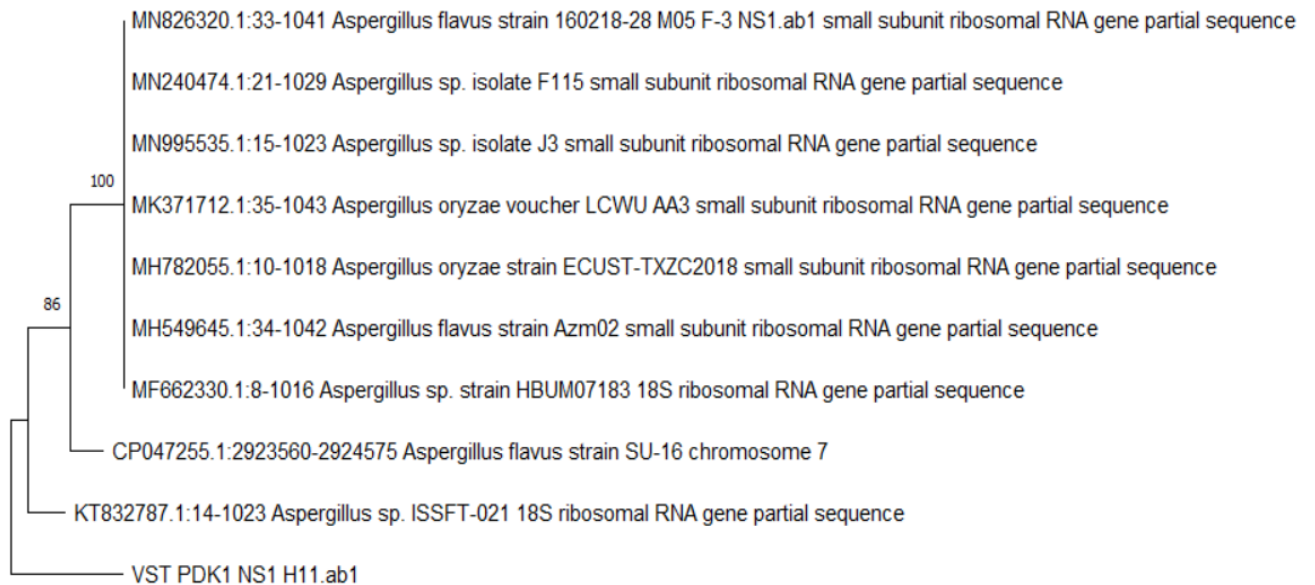 MN826320.1:33-1041 Aspergillus flavus strain 160218-28 M05 F-3 NS1.ab1 small subunit ribosomal RNA gene partial sequence
MN240474.1:21-1029 Aspergillus sp. isolate F115 small subunit ribosomal RNA gene partial sequence
MN995535.1:15-1023 Aspergillus sp. isolate J3 small subunit ribosomal RNA gene partial sequence
100
MK371712.1:35-1043 Aspergillus oryzae voucher LCWU AA3 small subunit ribosomal RNA gene partial sequence
MH782055.1:10-1018 Aspergillus oryzae strain ECUST-TXZC2018 small subunit ribosomal RNA gene partial sequence
86
MH549645.1:34-1042 Aspergillus flavus strain Azm02 small subunit ribosomal RNA gene partial sequence
MF662330.1:8-1016 Aspergillus sp. strain HBUM07183 18S ribosomal RNA gene partial sequence
CP047255.1:2923560-2924575 Aspergillus flavus strain SU-16 chromosome 7
KT832787.1:14-1023 Aspergillus sp. ISSFT-021 18S ribosomal RNA gene partial sequence
VST PDK1 NS1 H11.ab1